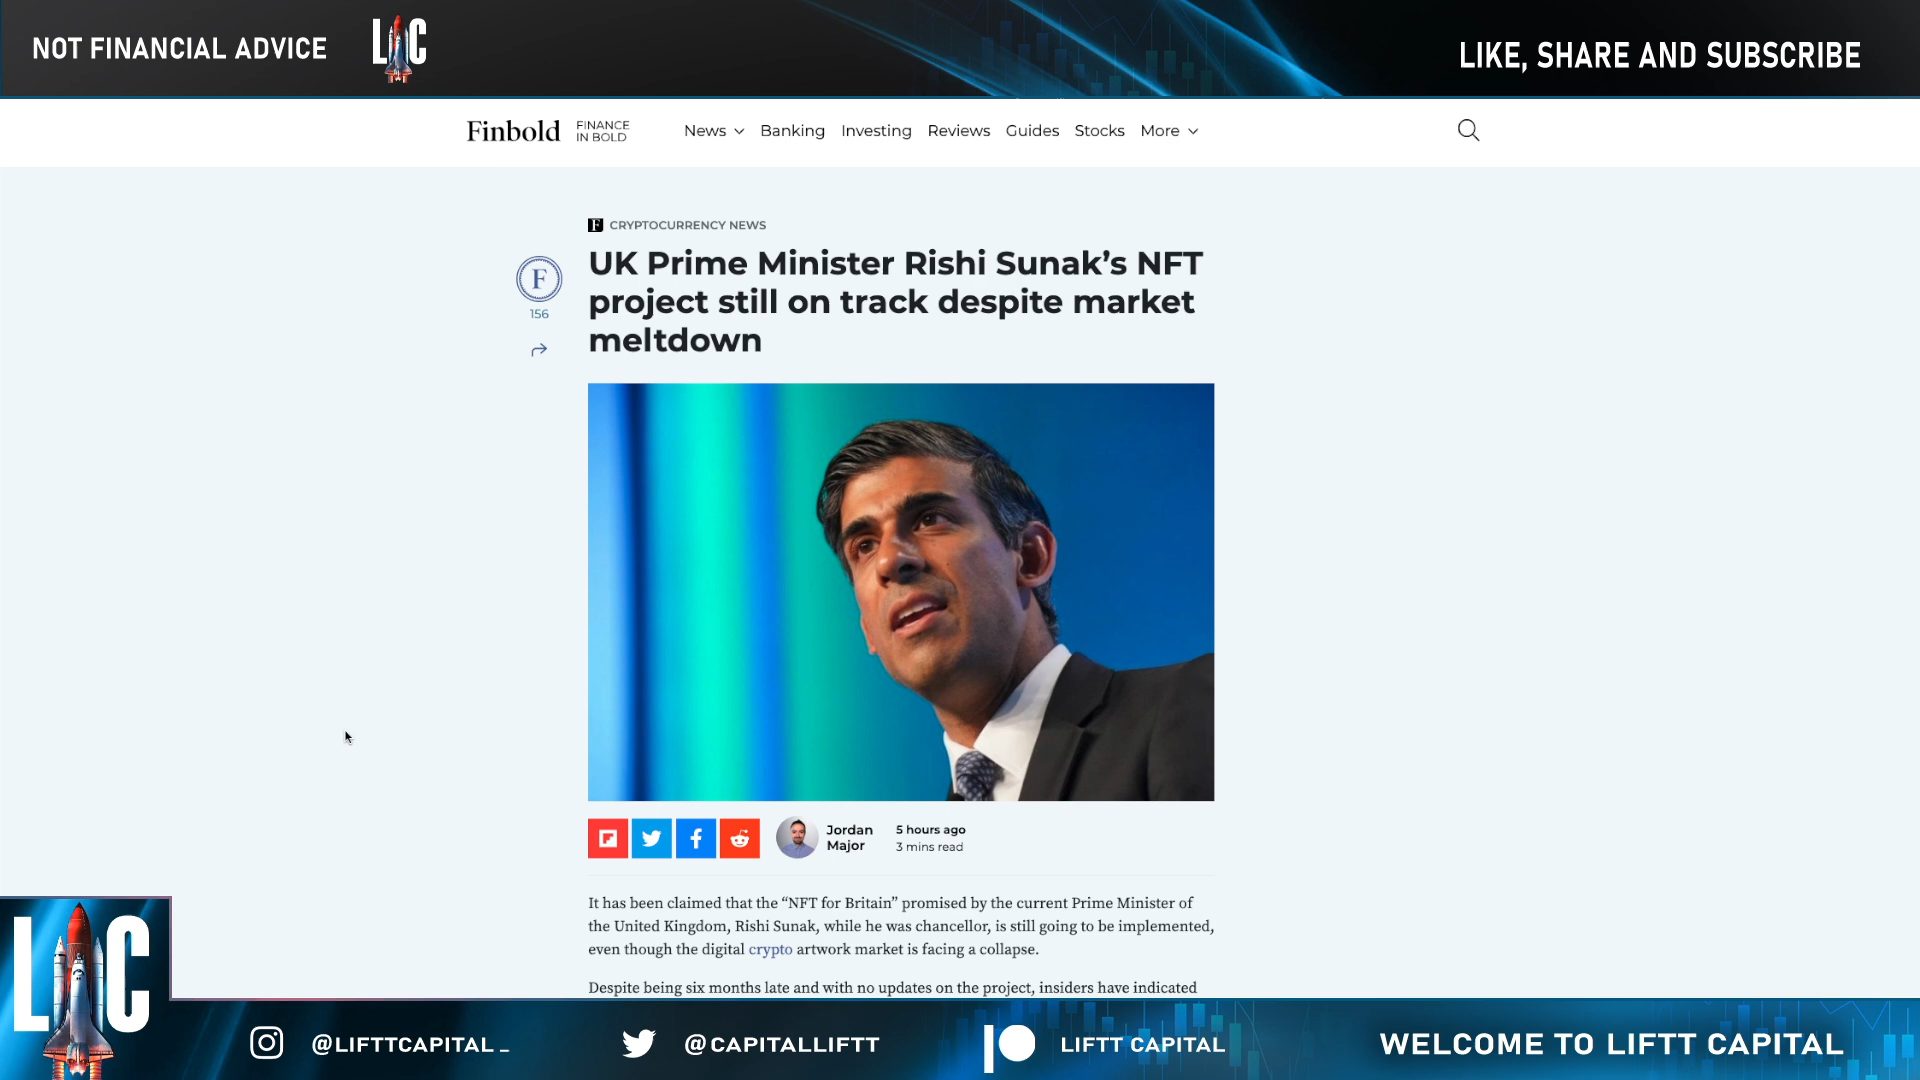 NOT FINANCIAL ADVICE
LC
LIKE, SHARE AND SUBSCRIBE
Finbold
FINANCE
IN BOLD
News Banking Investing Reviews Guides Stocks More
F CRYPTOCURRENCY NEWS
F
156
UK Prime Minister Rishi Sunak’s NFT
project still on track despite market
meltdown
Jordan
Major
5 hours ago
3 mins read
It has been claimed that the “NFT for Britain” promised by the current Prime Minister of
the United Kingdom, Rishi Sunak, while he was chancellor, is still going to be implemented,
even though the digital crypto artwork market is facing a collapse.
Despite being six months late and with no updates on the project, insiders have indicated
LC
@LIFTTCAPITAL_
@CAPITALLIFTT
LIFTT CAPITAL
WELCOME TO LIFTT CAPITAL